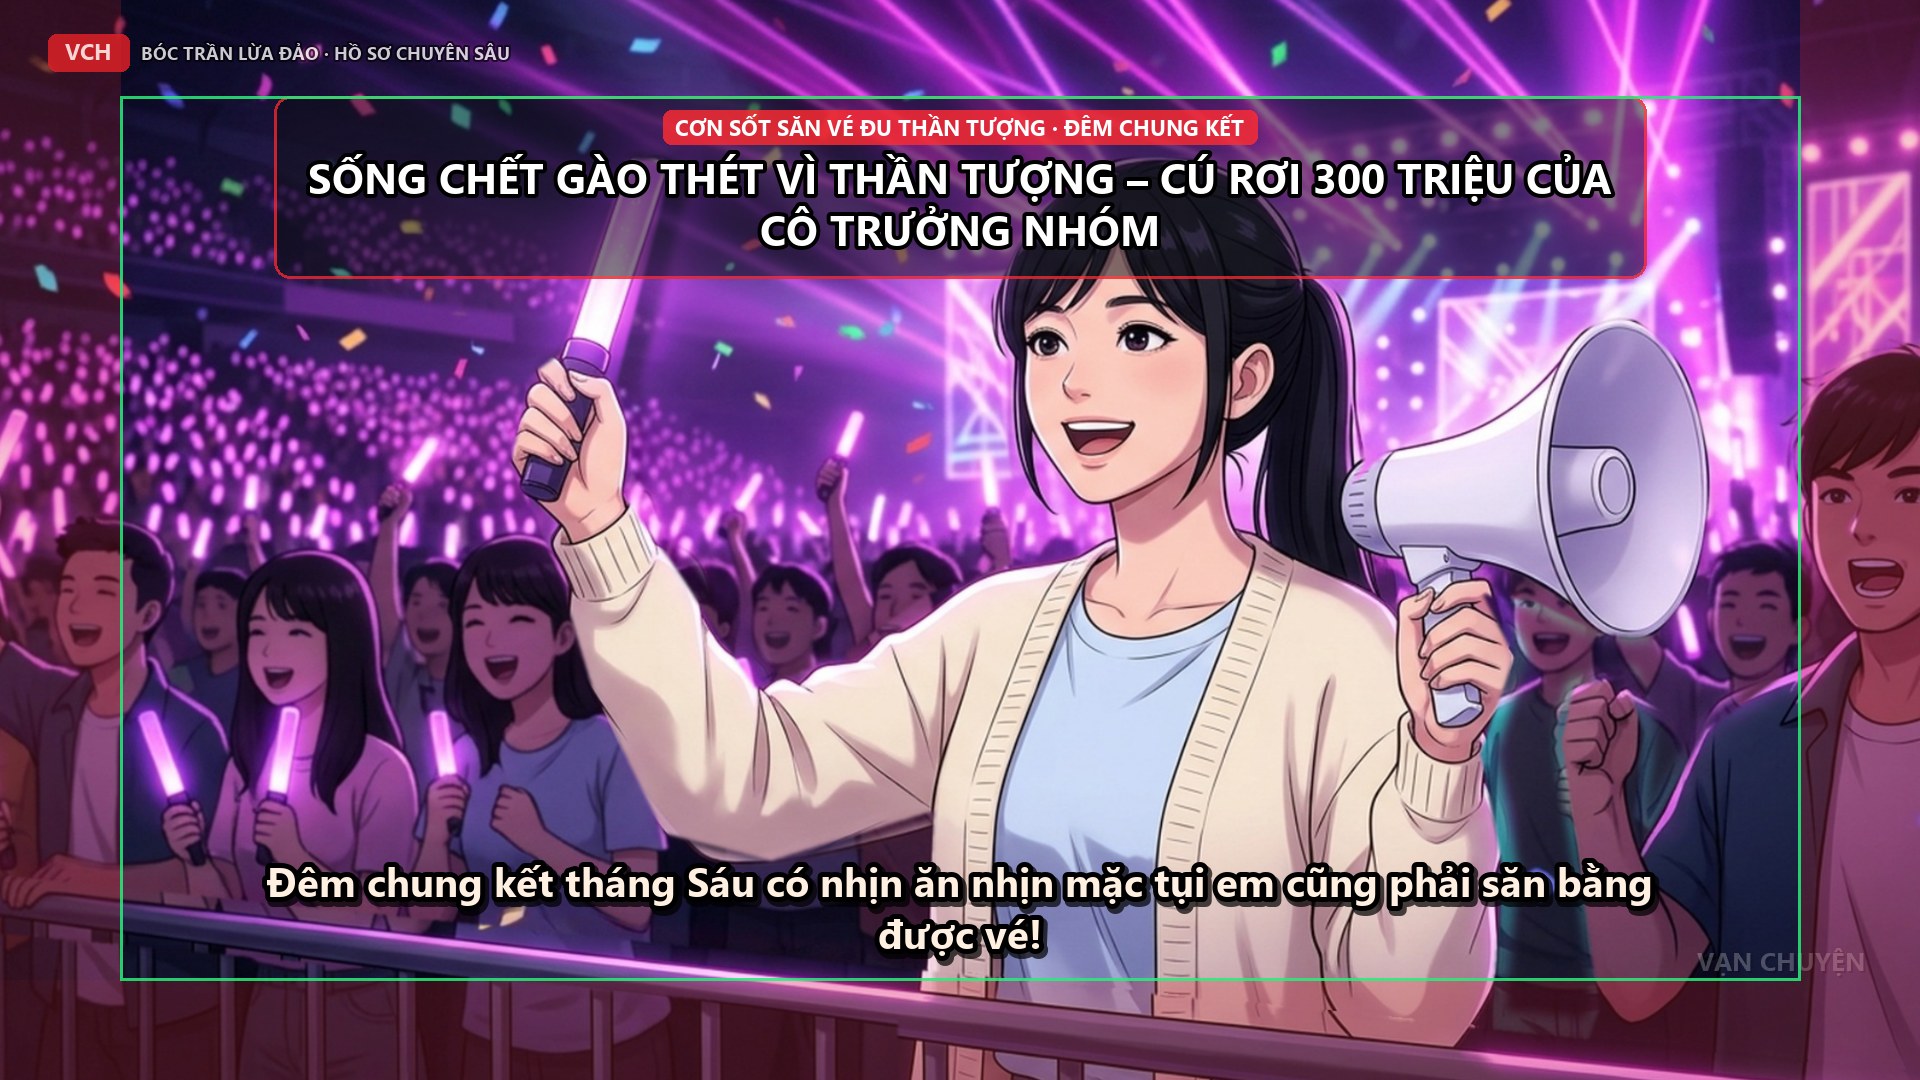 VCH BÓC TRẦN LỪA ĐẢO · HỒ SƠ CHUYÊN SÂU
CƠN SỐT SĂN VÉ ĐU THẦN TƯỢNG · ĐÊM CHUNG KẾT
SỐNG CHẾT GÀO THÉT VÌ THẦN TƯỢNG – CÚ RƠI 300 TRIỆU CỦA
CÔ TRƯỞNG NHÓM
Đêm chung kết tháng Sáu có nhịn ăn nhịn mặc tụi em cũng phải săn bằng
được vé!
VẠN CHUYỆN